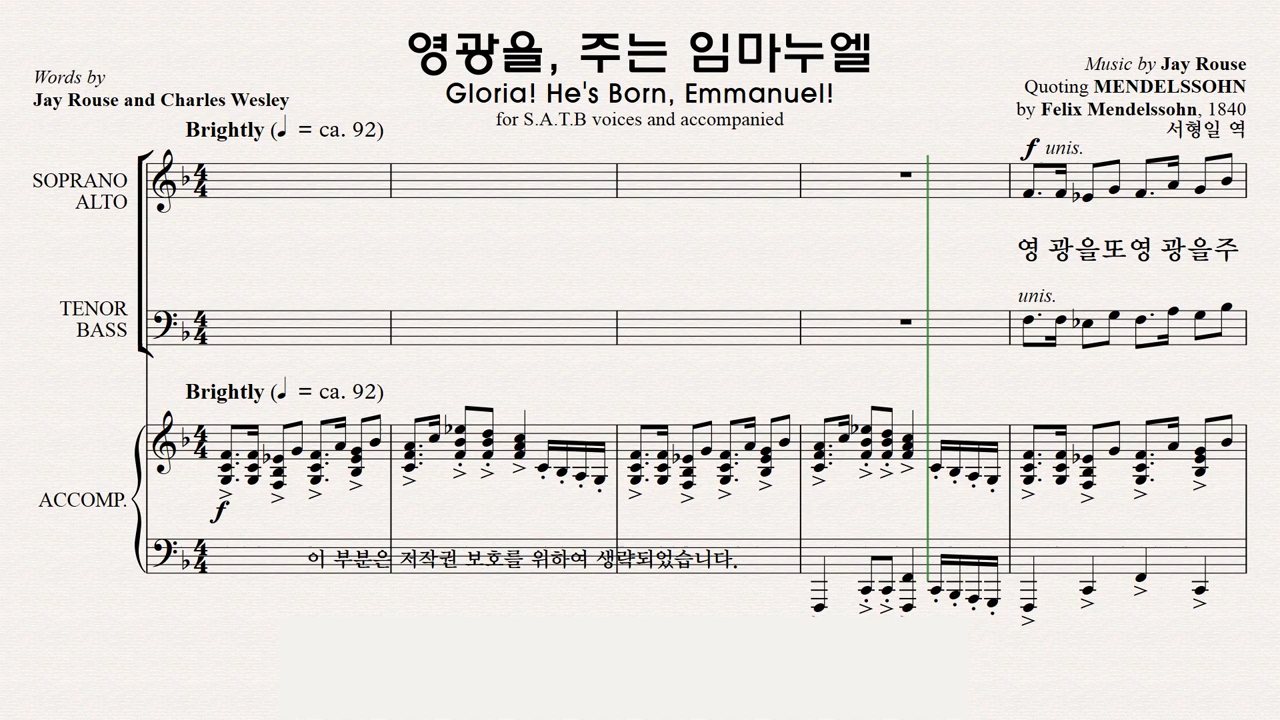 영광을, 주는 임마누엘
Gloria! He's Born, Emmanuel!
for S.A.T.B voices and accompanied
Words by
Jay Rouse and Charles Wesley
Music by Jay Rouse
Quoting MENDELSSOHN
by Felix Mendelssohn, 1840
서형일 역
Brightly (♩ = ca. 92)
f unis.
SOPRANO
ALTO
영 광을또영 광을주
unis.
TENOR
BASS
Brightly (♩ = ca. 92)
ACCOMP.
f
이 부분은 저작권 보호를 위하여 생략되었습니다.